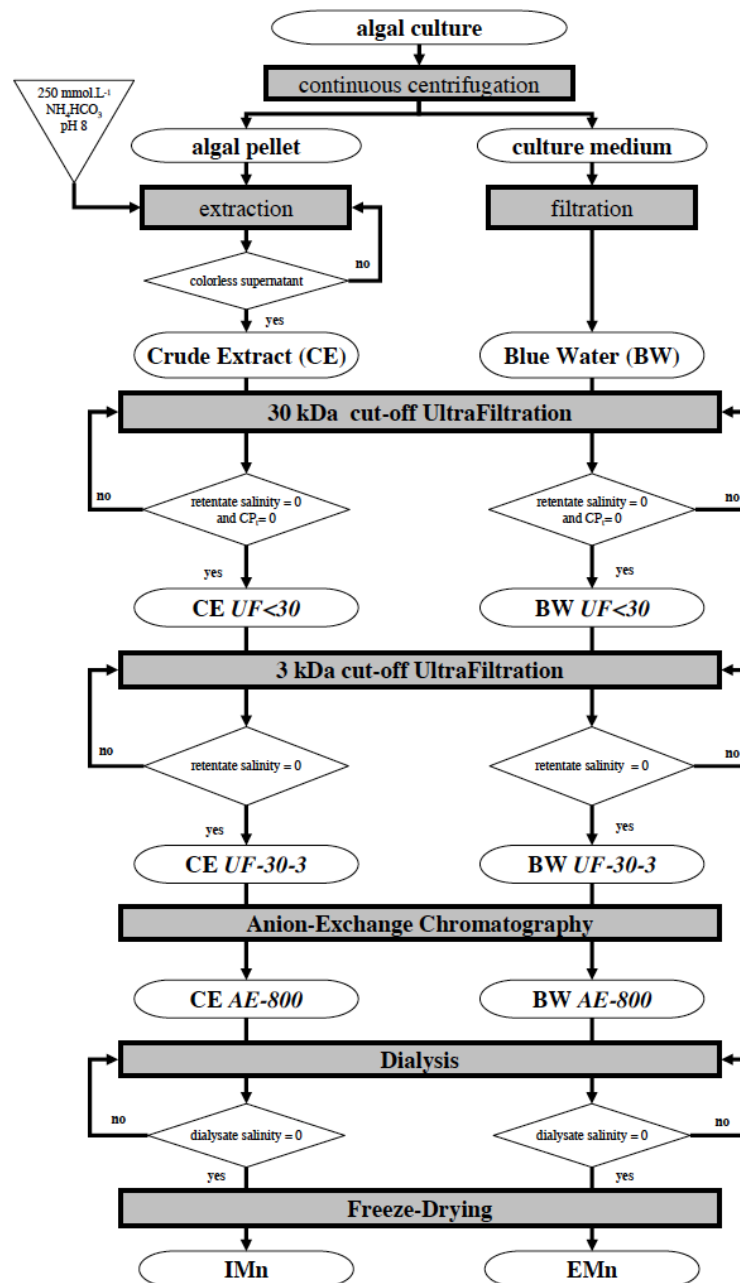 algal culture
250 mmol.L⁻¹
NH₄HCO₃
pH 8
continuous centrifugation
algal pellet
culture medium
extraction
filtration
no
colorless supernatant
yes
Crude Extract (CE)
Blue Water (BW)
30 kDa cut-off UltraFiltration
no
retentate salinity = 0
and CPᵢ= 0
retentate salinity = 0
and CPᵢ= 0
no
yes
yes
CE UF<30
BW UF<30
3 kDa cut-off UltraFiltration
no
retentate salinity = 0
retentate salinity = 0
no
yes
yes
CE UF-30-3
BW UF-30-3
Anion-Exchange Chromatography
CE AE-800
BW AE-800
Dialysis
no
dialysate salinity = 0
dialysate salinity = 0
no
yes
yes
Freeze-Drying
IMn
EMn